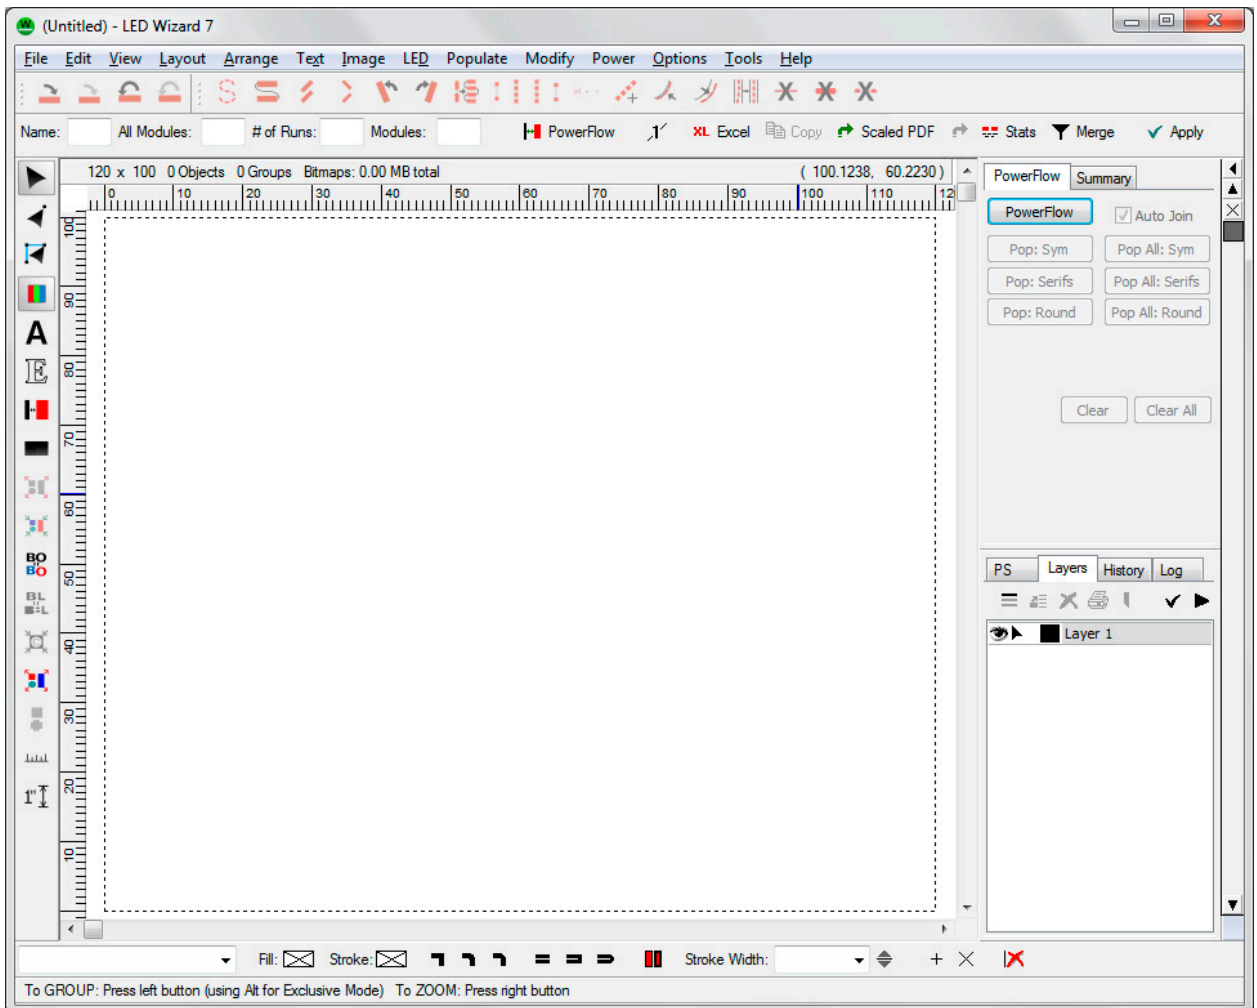 (Untitled) - LED Wizard 7
File Edit View Layout Arrange Text Image LED Populate Modify Power Options Tools Help
Name: All Modules: # of Runs: Modules: PowerFlow 1 XL Excel Copy Scaled PDF Stats Merge Apply
120 x 100 0 Objects 0 Groups Bitmaps: 0.00 MB total ( 100.1238, 60.2230 )
0 10 20 30 40 50 60 70 80 90 100 110 12
100
90
80
70
60
50
40
30
20
10
A
E
BO
BO
BL
L
1"
PowerFlow Summary
PowerFlow Auto Join
Pop: Sym Pop All: Sym
Pop: Serifs Pop All: Serifs
Pop: Round Pop All: Round
Clear Clear All
PS Layers History Log
Layer 1
Fill: Stroke: Stroke Width:
To GROUP: Press left button (using Alt for Exclusive Mode) To ZOOM: Press right button